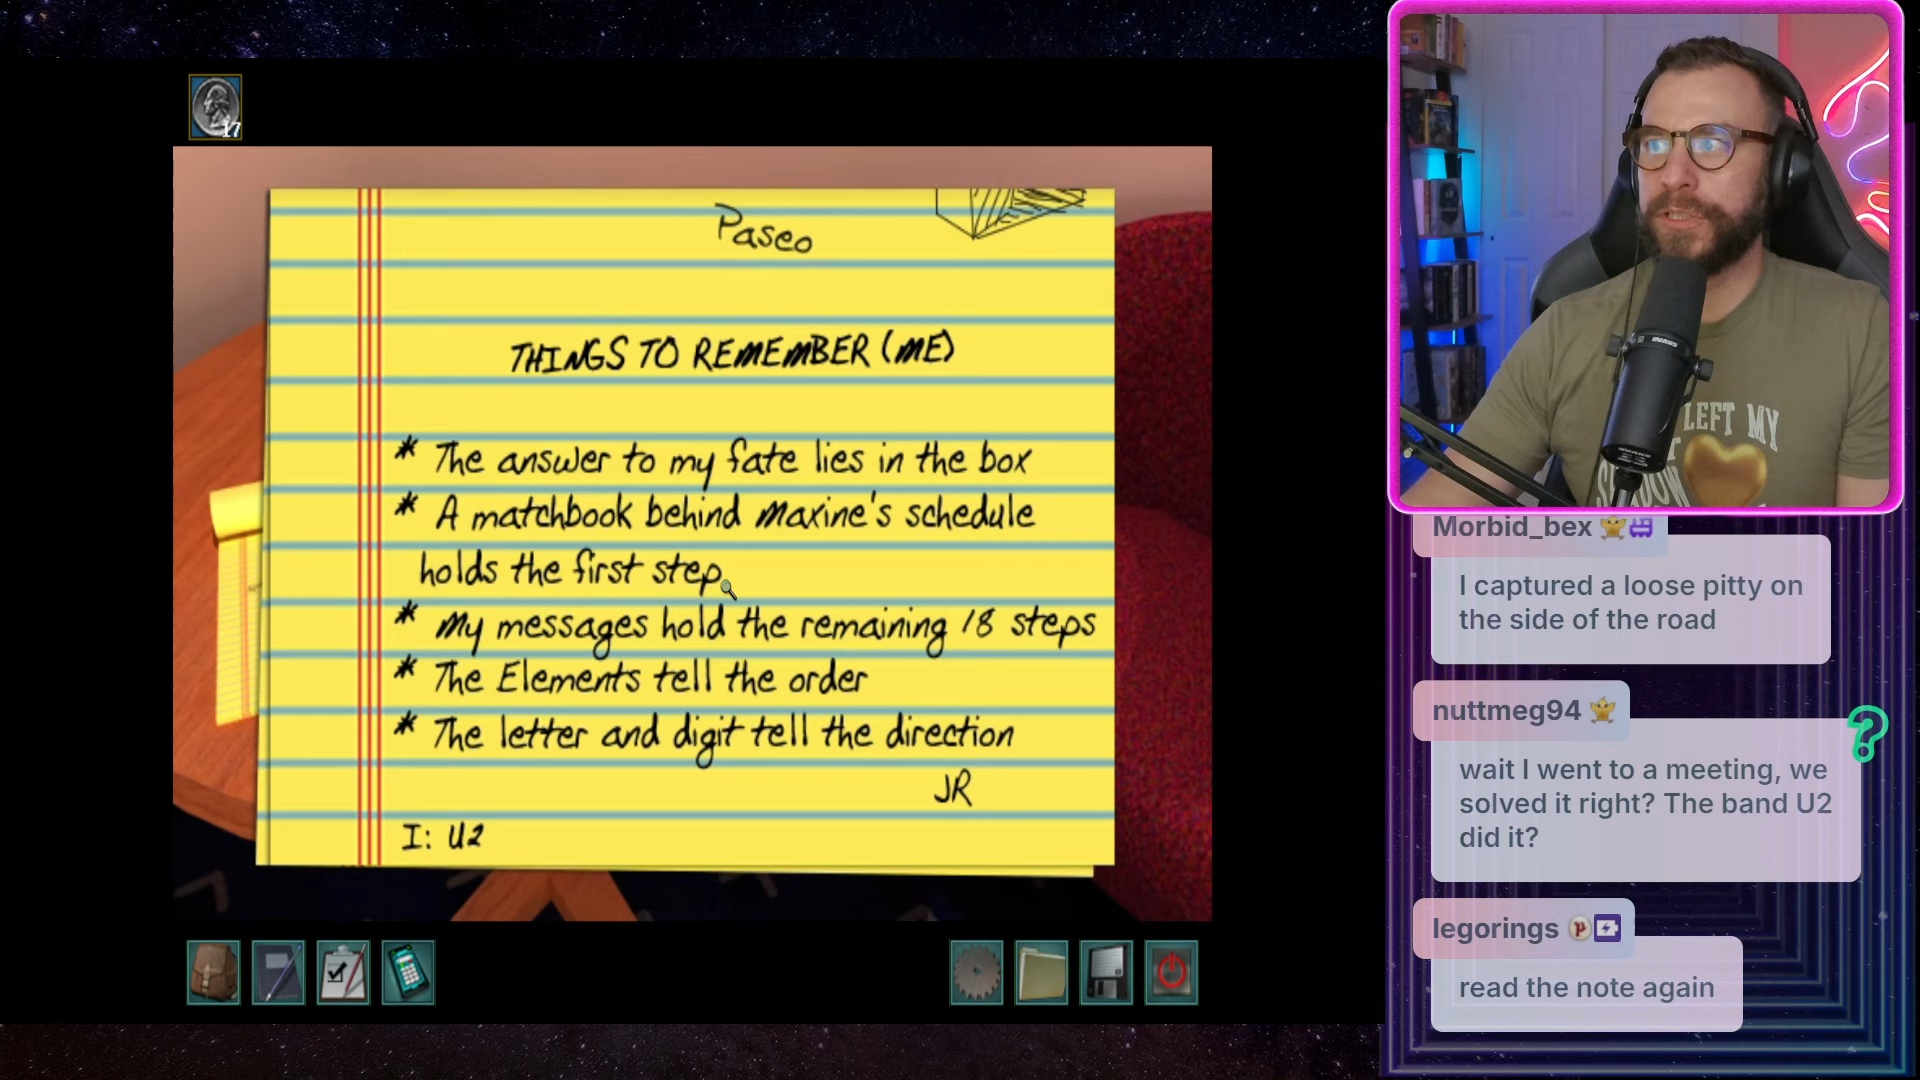 17
Paseo
THINGS TO REMEMBER (ME)
* The answer to my fate lies in the box
* A matchbook behind Maxine's schedule
holds the first step
* My messages hold the remaining 18 steps
* The Elements tell the order
* The letter and digit tell the direction
JR
I: U2
LEFT MY
Morbid_bex
I captured a loose pitty on
the side of the road
nuttmeg94
wait I went to a meeting, we
solved it right? The band U2
did it?
legorings
read the note again